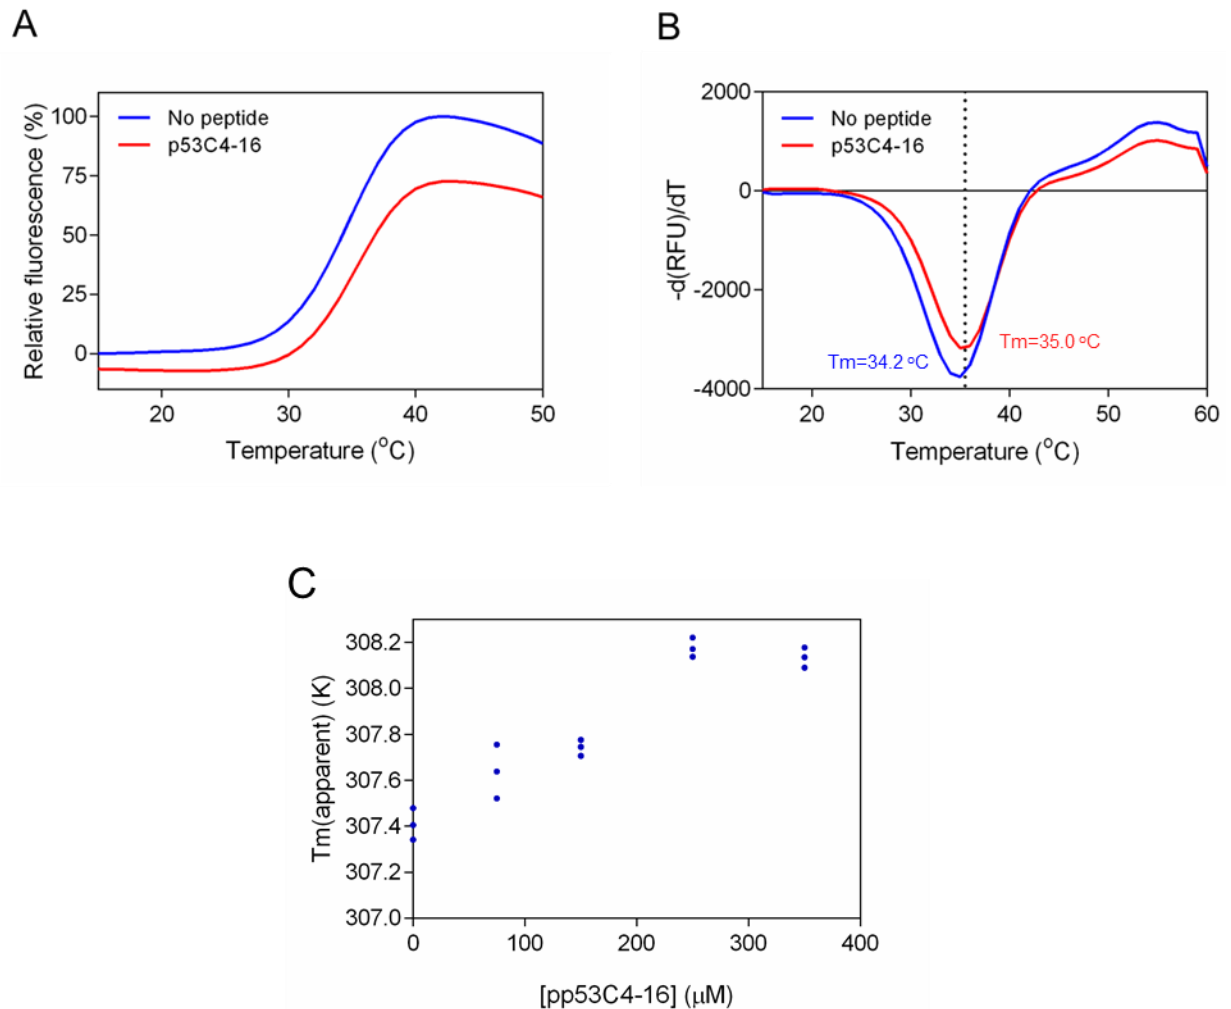 A
No peptide
p53C4-16
Relative fluorescence (%)
100
75
50
25
0
20
30
40
50
Temperature (°C)
B
No peptide
p53C4-16
-d(RFU)/dT
2000
0
-2000
-4000
Tm=34.2 °C
Tm=35.0 °C
20
30
40
50
60
Temperature (°C)
C
Tm(apparent) (K)
308.2
308.0
307.8
307.6
307.4
307.2
307.0
0
100
200
300
400
[pp53C4-16] (μM)